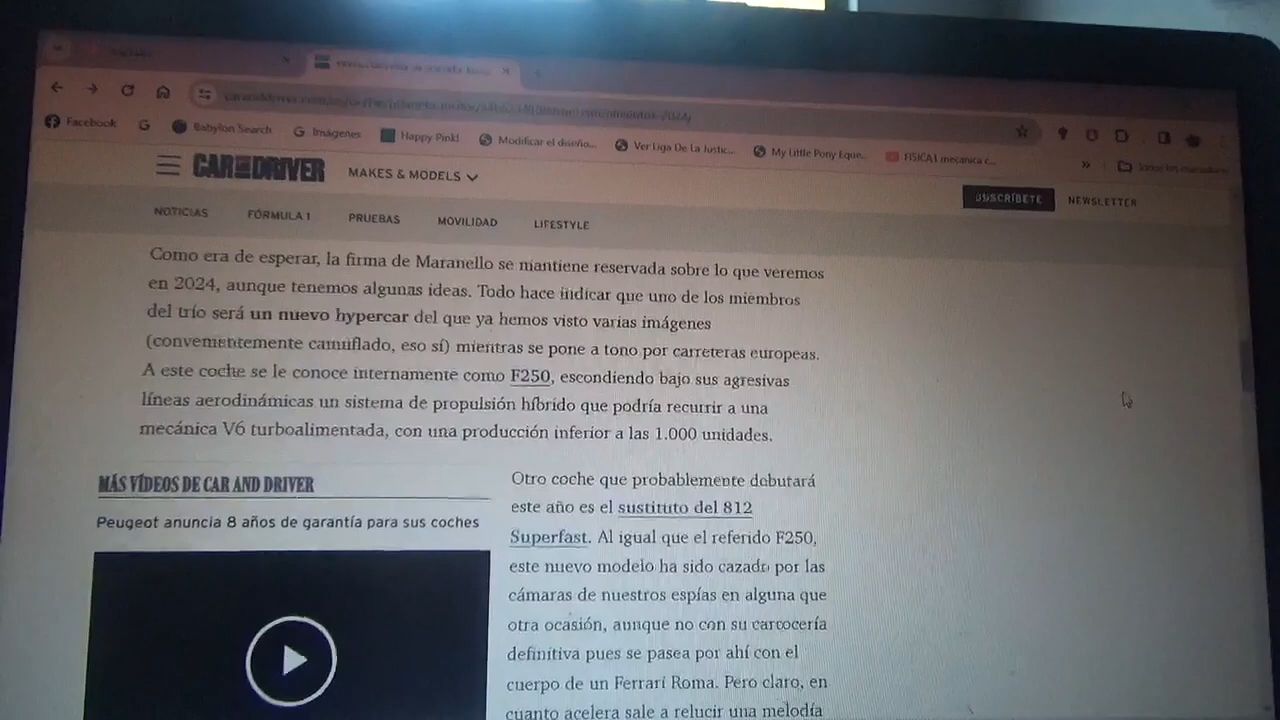 Facebook
G
Babylon Search
Imágenes
Happy Pink!
Modificar el diseño...
Ver Liga De La Justic...
My Little Pony Eque...
FISICA I mecanica c...
»
CAR AND DRIVER
MAKES & MODELS
SUSCRÍBETE
NEWSLETTER
NOTICIAS
FÓRMULA 1
PRUEBAS
MOVILIDAD
LIFESTYLE
Como era de esperar, la firma de Maranello se mantiene reservada sobre lo que veremos
en 2024, aunque tenemos algunas ideas. Todo hace indicar que uno de los miembros
del trío será un nuevo hypercar del que ya hemos visto varias imágenes
(convenientemente camuflado, eso sí) mientras se pone a tono por carreteras europeas.
A este coche se le conoce internamente como F250, escondiendo bajo sus agresivas
líneas aerodinámicas un sistema de propulsión híbrido que podría recurrir a una
mecánica V6 turboalimentada, con una producción inferior a las 1.000 unidades.
MÁS VÍDEOS DE CAR AND DRIVER
Peugeot anuncia 8 años de garantía para sus coches
Otro coche que probablemente debutará
este año es el sustituto del 812
Superfast. Al igual que el referido F250,
este nuevo modelo ha sido cazado por las
cámaras de nuestros espías en alguna que
otra ocasión, aunque no con su carrocería
definitiva pues se pasea por ahí con el
cuerpo de un Ferrari Roma. Pero claro, en
cuanto acelera sale a relucir una melodía